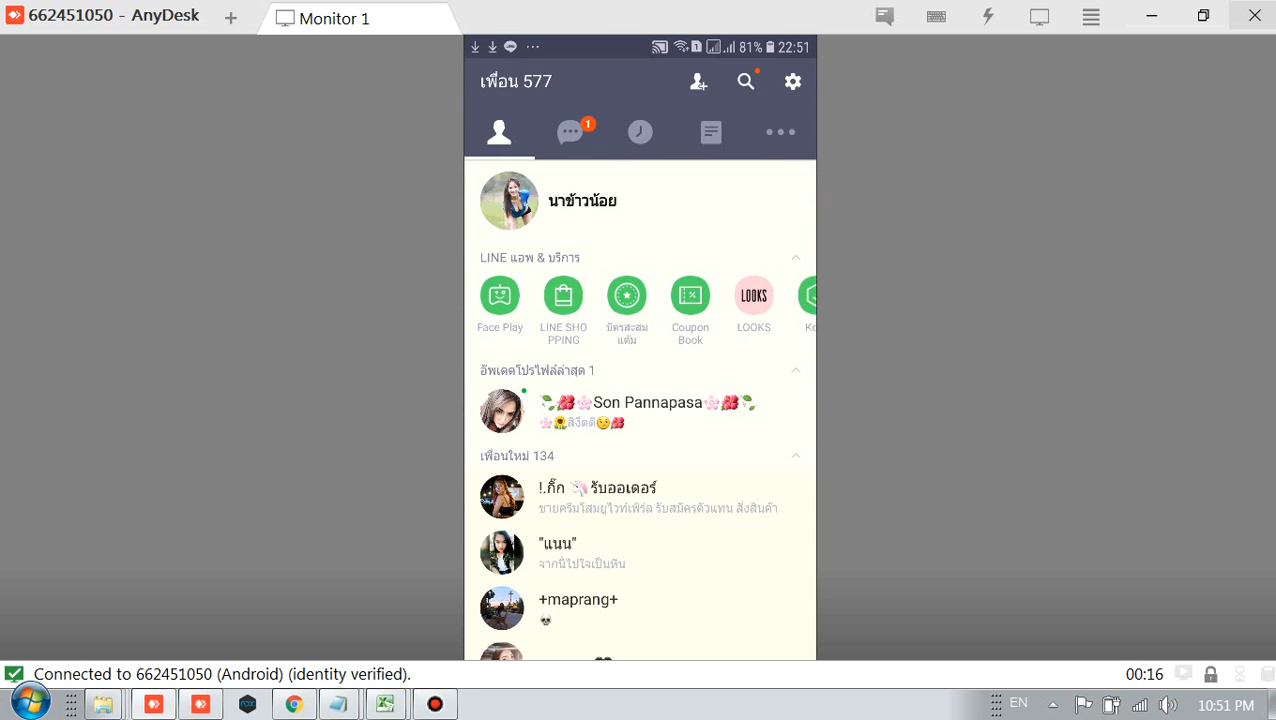 662451050 - AnyDesk
Monitor 1
81% 22:51
เพื่อน 577
1
นาข้าวน้อย
LINE แอพ & บริการ
LOOKS
Face Play
LINE SHO
PPING
บัตรสะสม
แต้ม
Coupon
Book
LOOKS
Ke
อัพเดตโปรไฟล์ล่าสุด 1
Son Pannapasa
สิงีดดี
เพื่อนใหม่ 134
!.กิ๊ก 🦄รับออเดอร์
ขายครีมโสมยูไวท์เพิร์ล รับสมัครตัวแทน สั่งสินค้า
"แนน"
จากนี้ไปใจเป็นหิน
+maprang+
Connected to 662451050 (Android) (identity verified).
00:16
FOX
EN
10:51 PM